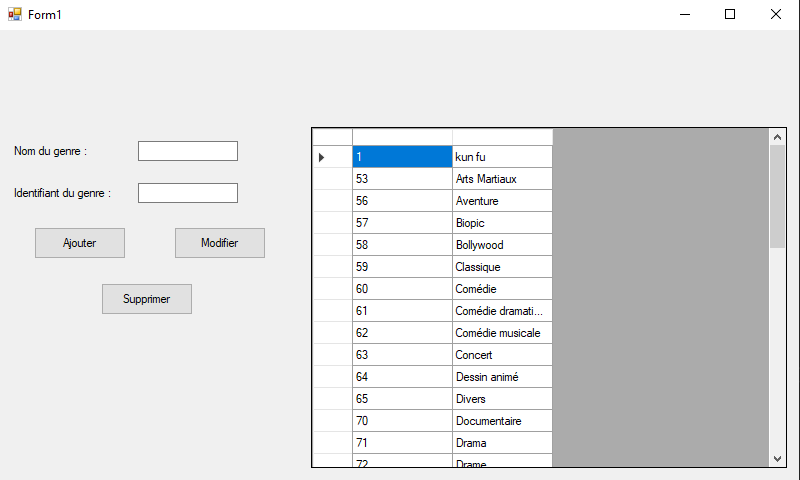 Form1
Nom du genre :
Identifiant du genre :
Ajouter
Modifier
Supprimer
1 kun fu
53 Arts Martiaux
56 Aventure
57 Biopic
58 Bollywood
59 Classique
60 Comédie
61 Comédie dramati...
62 Comédie musicale
63 Concert
64 Dessin animé
65 Divers
70 Documentaire
71 Drama
72 Drame